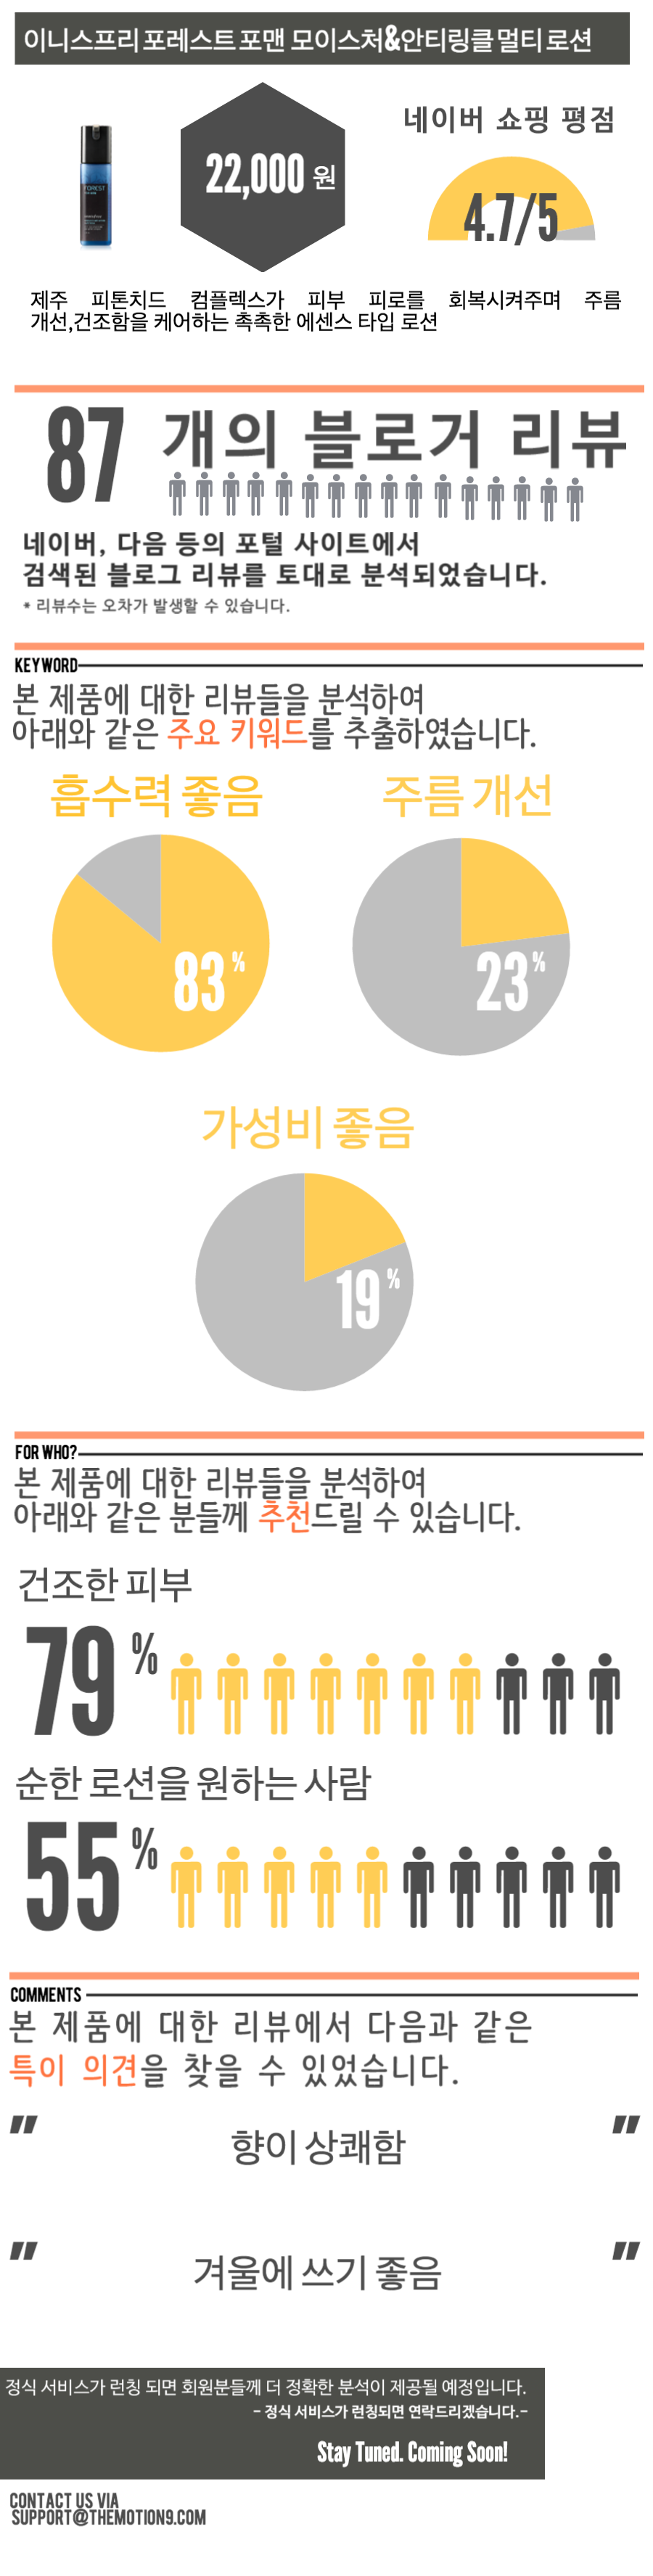 이니스프리 포레스트 포맨 모이스처&안티링클 멀티 로션
네이버 쇼핑 평점
22,000 원
4.7/5
FOREST
제주 피톤치드 컴플렉스가 피부 피로를 회복시켜주며 주름
개선,건조함을 케어하는 촉촉한 에센스 타입 로션
87 개의 블로거 리뷰
네이버, 다음 등의 포털 사이트에서
검색된 블로그 리뷰를 토대로 분석되었습니다.
* 리뷰수는 오차가 발생할 수 있습니다.
KEYWORD
본 제품에 대한 리뷰들을 분석하여
아래와 같은 주요 키워드를 추출하였습니다.
흡수력 좋음
주름 개선
83%
23%
가성비 좋음
19%
FOR WHO?
본 제품에 대한 리뷰들을 분석하여
아래와 같은 분들께 추천드릴 수 있습니다.
건조한 피부
79%
순한 로션을 원하는 사람
55%
COMMENTS
본 제품에 대한 리뷰에서 다음과 같은
특이 의견을 찾을 수 있었습니다.
" 향이 상쾌함 "
" 겨울에 쓰기 좋음 "
정식 서비스가 런칭 되면 회원분들께 더 정확한 분석이 제공될 예정입니다.
- 정식 서비스가 런칭되면 연락드리겠습니다.-
Stay Tuned. Coming Soon!
CONTACT US VIA
SUPPORT@THEMOTION9.COM